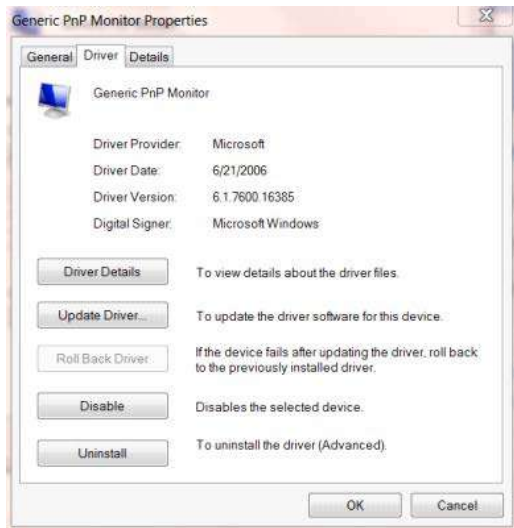 Generic PnP Monitor Properties
General Driver Details
Generic PnP Monitor
Driver Provider: Microsoft
Driver Date: 6/21/2006
Driver Version: 6.1.7600.16385
Digital Signer: Microsoft Windows
Driver Details To view details about the driver files.
Update Driver... To update the driver software for this device.
Roll Back Driver If the device fails after updating the driver, roll back
to the previously installed driver.
Disable Disables the selected device.
Uninstall To uninstall the driver (Advanced).
OK Cancel